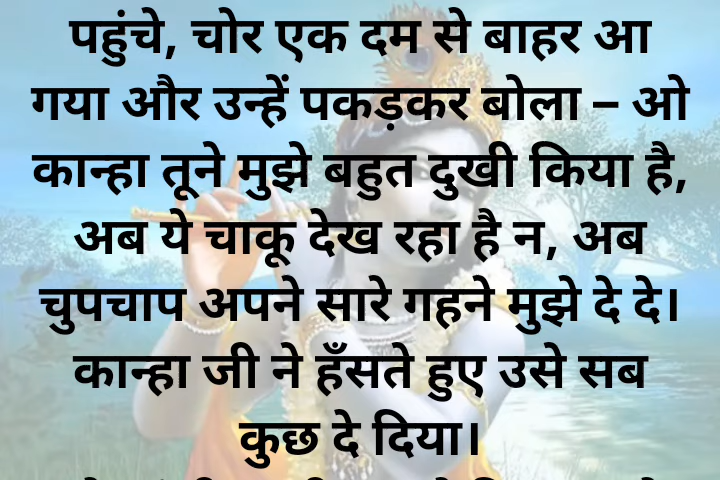 पहुंचे, चोर एक दम से बाहर आ
गया और उन्हें पकड़कर बोला – ओ
कान्हा तूने मुझे बहुत दुखी किया है,
अब ये चाकू देख रहा है न, अब
चुपचाप अपने सारे गहने मुझे दे दे।
कान्हा जी ने हँसते हुए उसे सब
कुछ दे दिया।